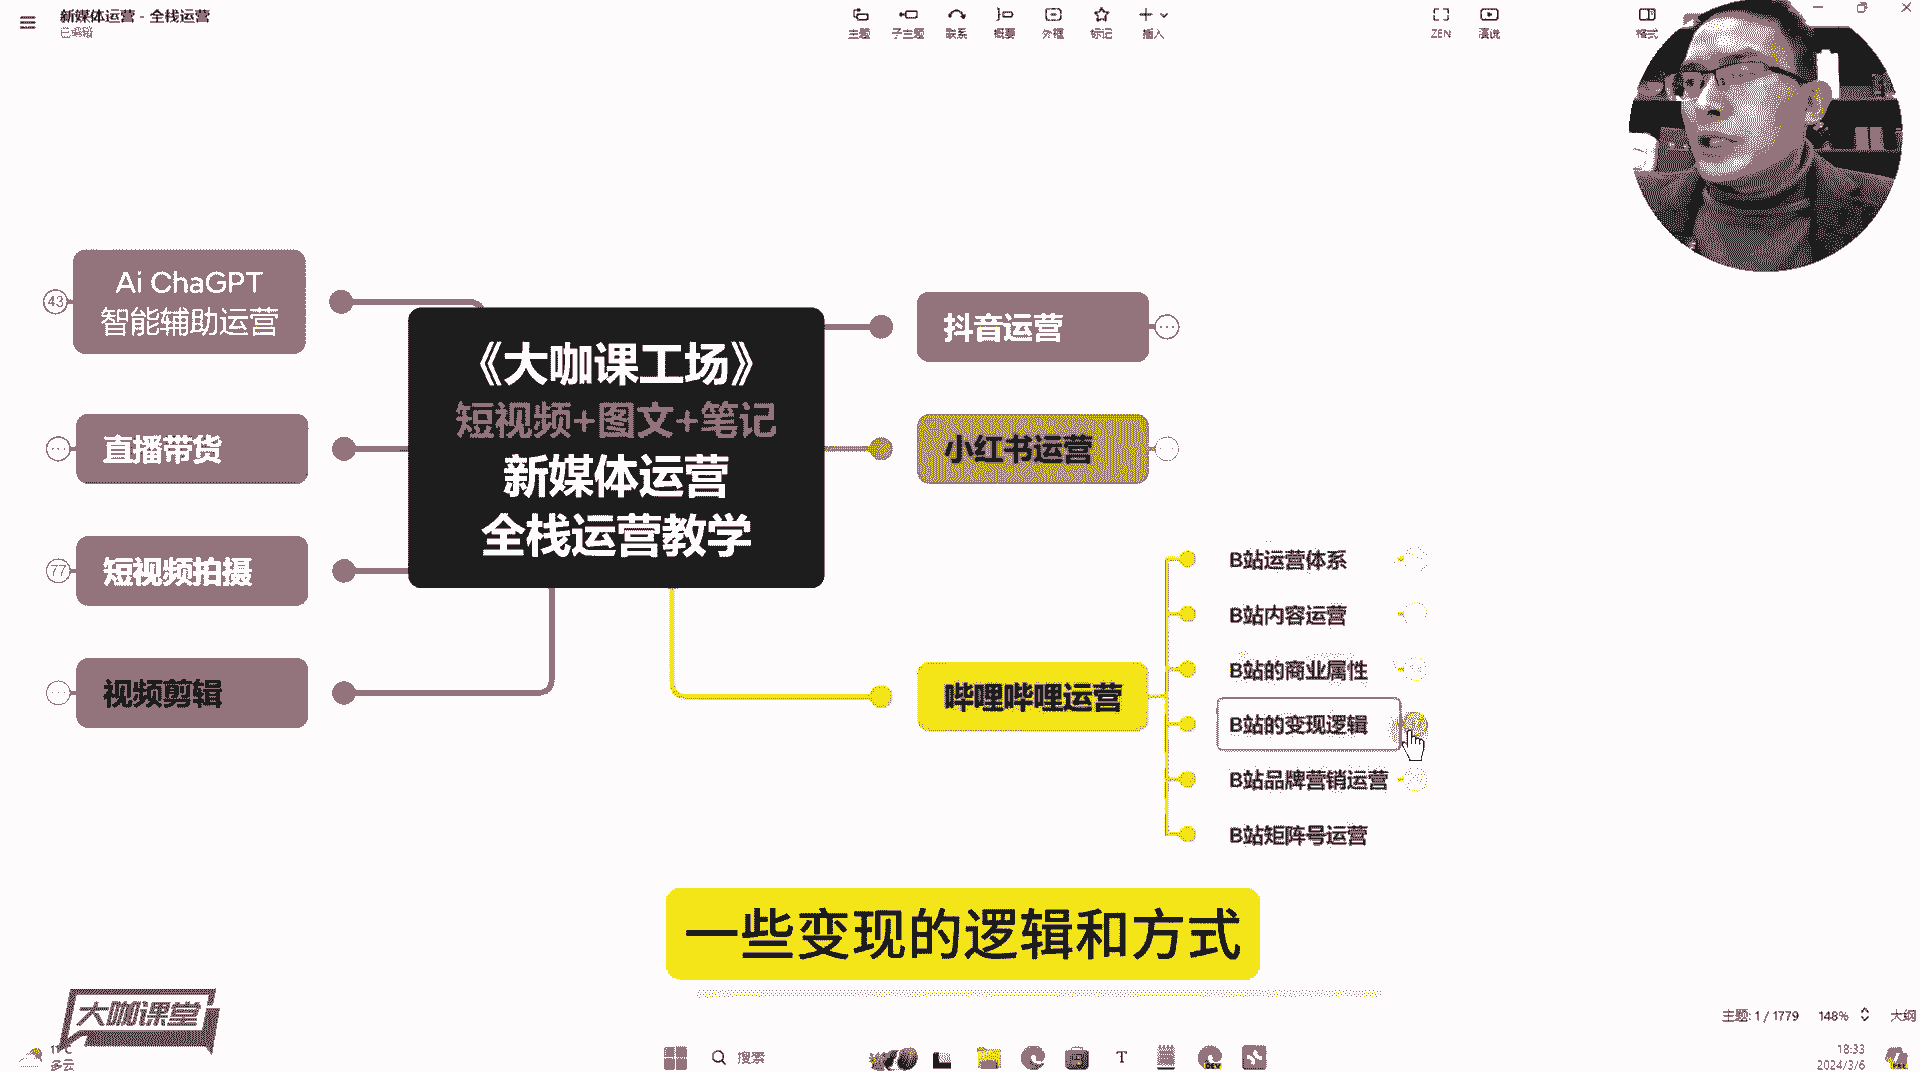 新媒体运营 - 全栈运营
已编辑
主题
子主题
联系
概要
外框
标记
插入
ZEN
演说
格式
Ai ChaGPT
智能辅助运营
43
直播带货
短视频拍摄
77
视频剪辑
《大咖课工场》
短视频+图文+笔记
新媒体运营
全栈运营教学
抖音运营
小红书运营
哔哩哔哩运营
B站运营体系
B站内容运营
B站的商业属性
B站的变现逻辑
B站品牌营销运营
B站矩阵号运营
一些变现的逻辑和方式
大咖课堂
主题: 1 / 1779
148%
大纲
多云
搜索
18:33
2024/3/6